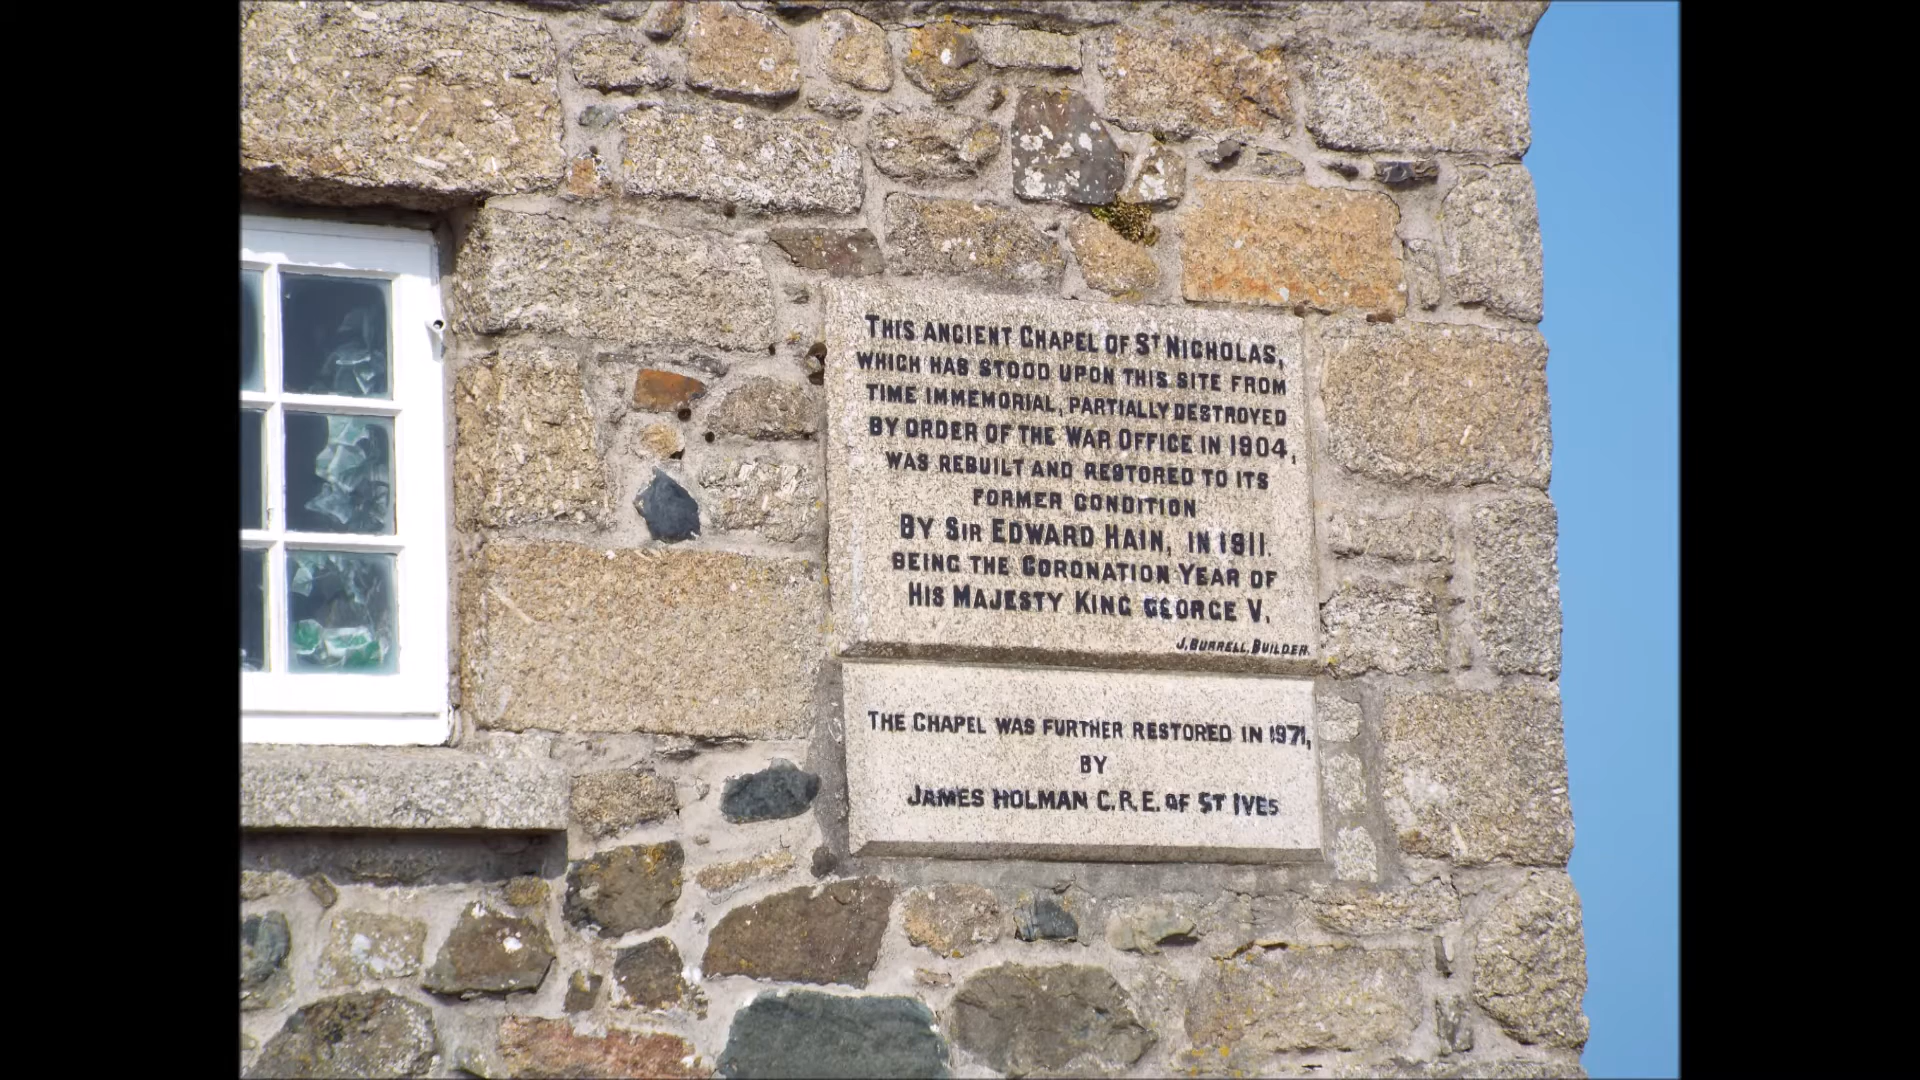 THIS ANCIENT CHAPEL OF ST NICHOLAS,
WHICH HAS STOOD UPON THIS SITE FROM
TIME IMMEMORIAL, PARTIALLY DESTROYED
BY ORDER OF THE WAR OFFICE IN 1904,
WAS REBUILT AND RESTORED TO ITS
FORMER CONDITION
BY SIR EDWARD HAIN, IN 1911.
BEING THE CORONATION YEAR OF
HIS MAJESTY KING GEORGE V.
J. BURRELL, BUILDER.
THE CHAPEL WAS FURTHER RESTORED IN 1971,
BY
JAMES HOLMAN C.R.E. OF ST IVES